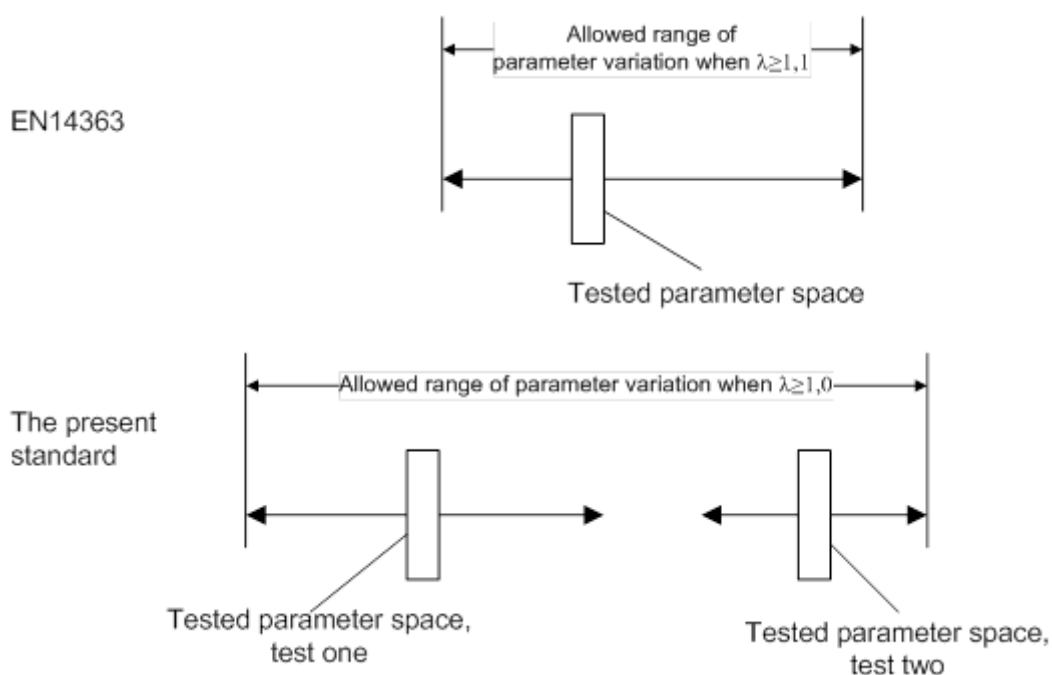 Allowed range of
parameter variation when λ≥1,1
EN14363
Tested parameter space
Allowed range of parameter variation when λ≥1,0
The present
standard
Tested parameter space,
test one
Tested parameter space,
test two